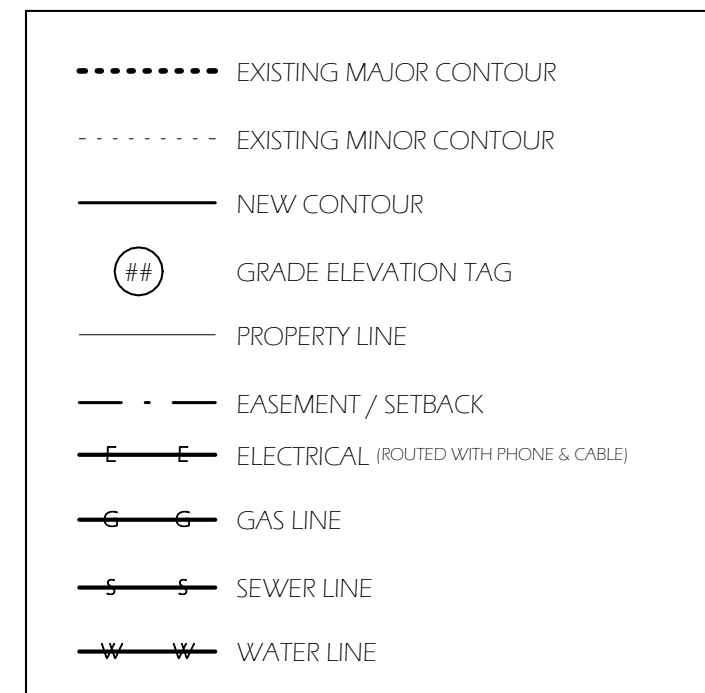 EXISTING MAJOR CONTOUR
EXISTING MINOR CONTOUR
NEW CONTOUR
## GRADE ELEVATION TAG
PROPERTY LINE
EASEMENT / SETBACK
E E ELECTRICAL (ROUTED WITH PHONE & CABLE)
G G GAS LINE
S S SEWER LINE
W W WATER LINE